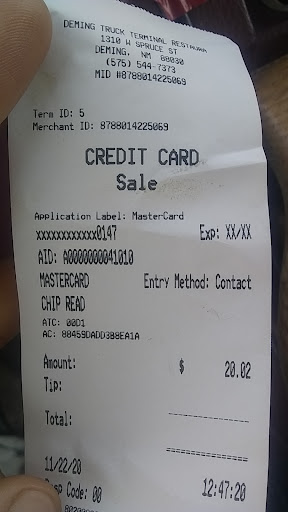 DEMING TRUCK TERMINAL RESTAURA
1310 W SPRUCE ST
DEMING, NM 88030
(575) 544-7373
MID #8788014225069
Term ID: 5
Merchant ID: 8788014225069
CREDIT CARD
Sale
Application Label: MasterCard
xxxxxxxxxxxx0147 Exp: XX/XX
AID: A0000000041010
MASTERCARD Entry Method: Contact
CHIP READ
ATC: 00D1
AC: 88459DADD3B8EA1A
Amount: $ 20.02
Tip:
Total:
11/22/20 12:47:20
sp Code: 00